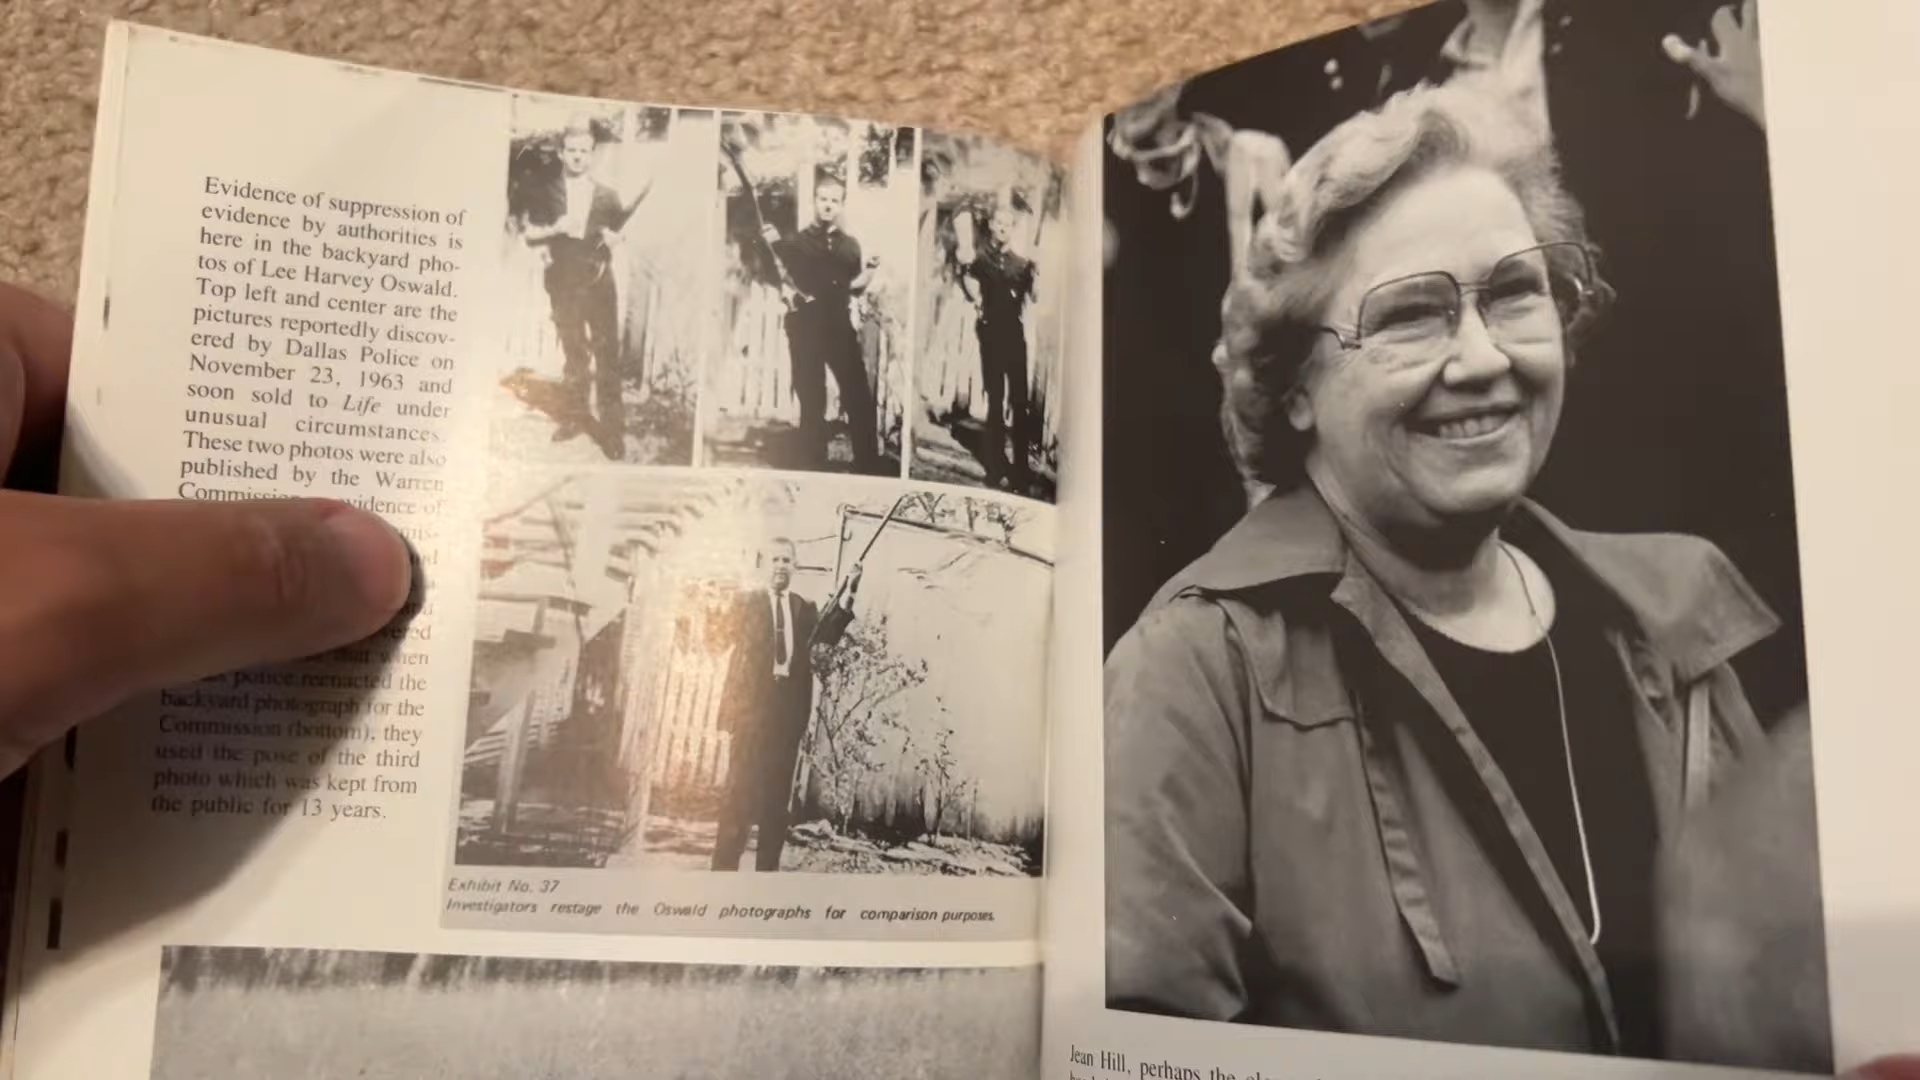 Evidence of suppression of
evidence by authorities is
here in the backyard pho-
tos of Lee Harvey Oswald.
Top left and center are the
pictures reportedly discov-
ered by Dallas Police on
November 23, 1963 and
soon sold to Life under
unusual circumstances.
These two photos were also
published by the Warren
of
when
police reenacted the
backyard photograph for the
Commission (bottom), they
used the pose of the third
photo which was kept from
the public for 13 years.
Exhibit No. 37
Investigators restage the Oswald photographs for comparison purposes.
Jean Hill, perhaps the